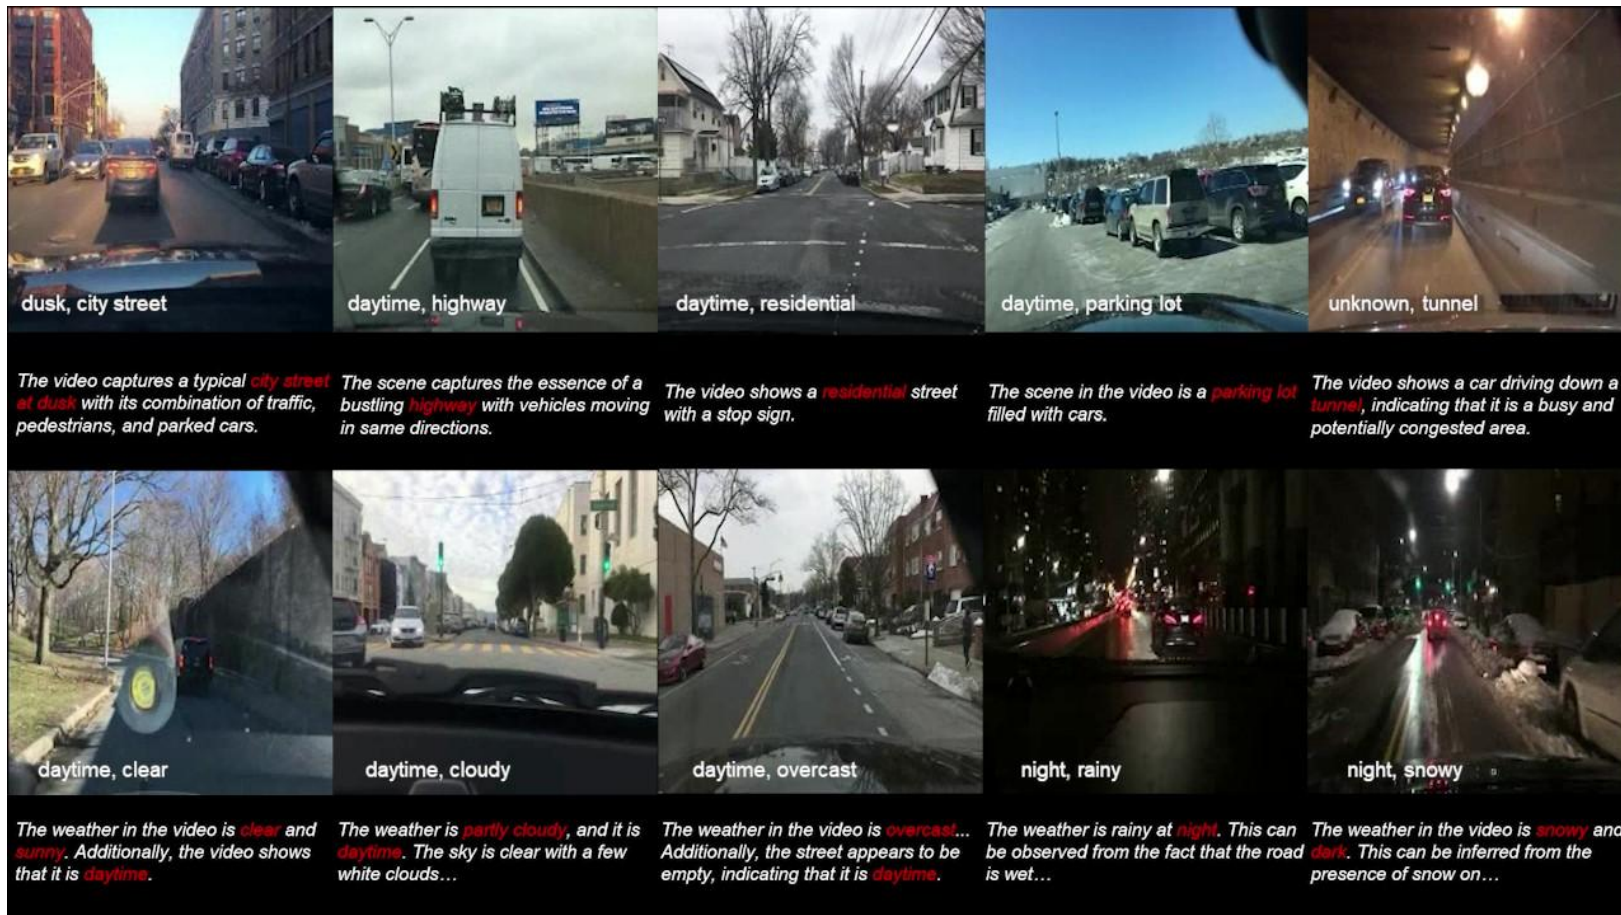 dusk, city street
daytime, highway
daytime, residential
daytime, parking lot
unknown, tunnel
The video captures a typical city street
at dusk with its combination of traffic,
pedestrians, and parked cars.
The scene captures the essence of a
bustling highway with vehicles moving
in same directions.
The video shows a residential street
with a stop sign.
The scene in the video is a parking lot
filled with cars.
The video shows a car driving down a
tunnel, indicating that it is a busy and
potentially congested area.
daytime, clear
daytime, cloudy
daytime, overcast
night, rainy
night, snowy
The weather in the video is clear and
sunny. Additionally, the video shows
that it is daytime.
The weather is partly cloudy, and it is
daytime. The sky is clear with a few
white clouds...
The weather in the video is overcast...
Additionally, the street appears to be
empty, indicating that it is daytime.
The weather is rainy at night. This can
be observed from the fact that the road
is wet...
The weather in the video is snowy and
dark. This can be inferred from the
presence of snow on...